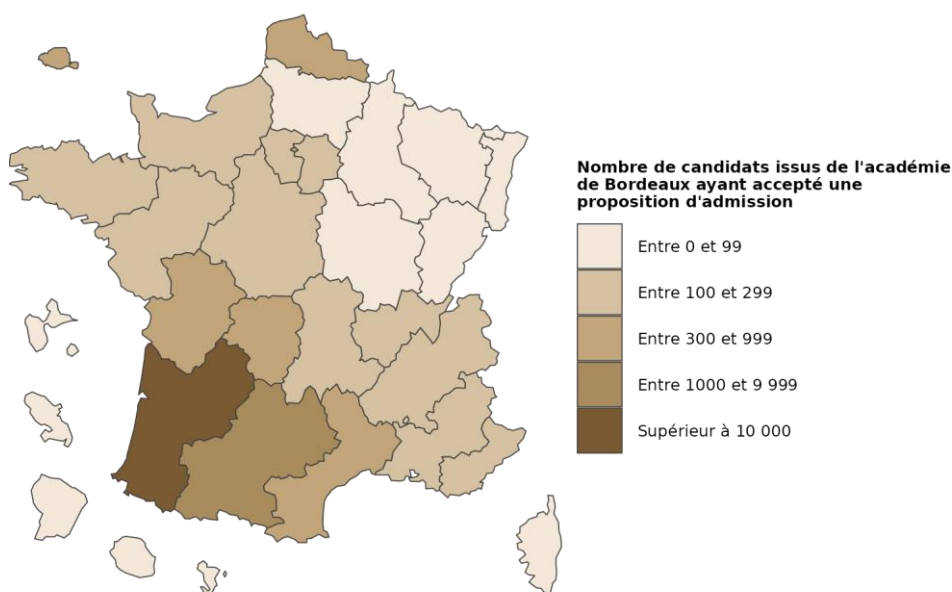 Nombre de candidats issus de l'académie
de Bordeaux ayant accepté une
proposition d'admission
Entre 0 et 99
Entre 100 et 299
Entre 300 et 999
Entre 1000 et 9 999
Supérieur à 10 000